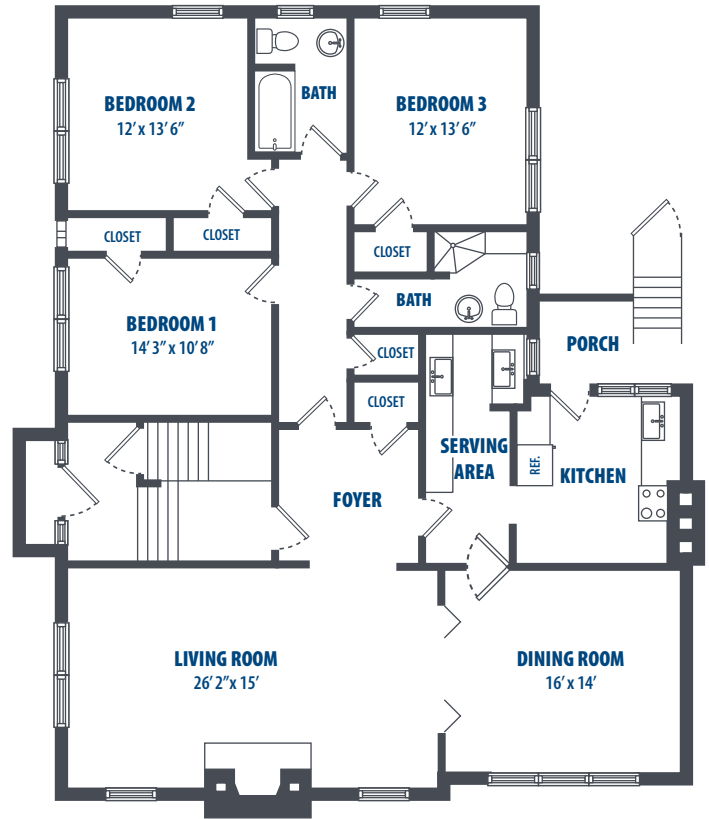 BEDROOM 2
12' x 13' 6"
BATH
BEDROOM 3
12' x 13' 6"
CLOSET
CLOSET
CLOSET
BEDROOM 1
14' 3" x 10' 8"
BATH
CLOSET
PORCH
CLOSET
SERVING
AREA
REF.
KITCHEN
FOYER
LIVING ROOM
26' 2" x 15'
DINING ROOM
16' x 14'